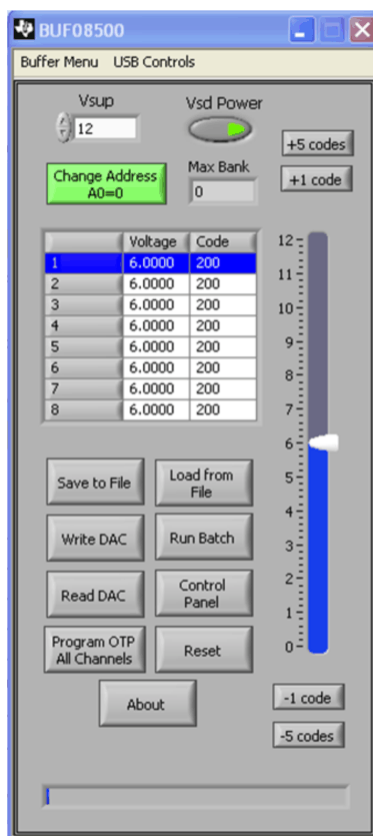 BUF08500
Buffer Menu USB Controls
Vsup
Vsd Power
12
+5 codes
Change Address
A0=0
Max Bank
0
+1 code
Voltage Code
1 6.0000 200
2 6.0000 200
3 6.0000 200
4 6.0000 200
5 6.0000 200
6 6.0000 200
7 6.0000 200
8 6.0000 200
12
11
10
9
8
7
6
5
4
3
2
1
0
Save to File
Load from
File
Write DAC
Run Batch
Read DAC
Control
Panel
Program OTP
All Channels
Reset
About
-1 code
-5 codes